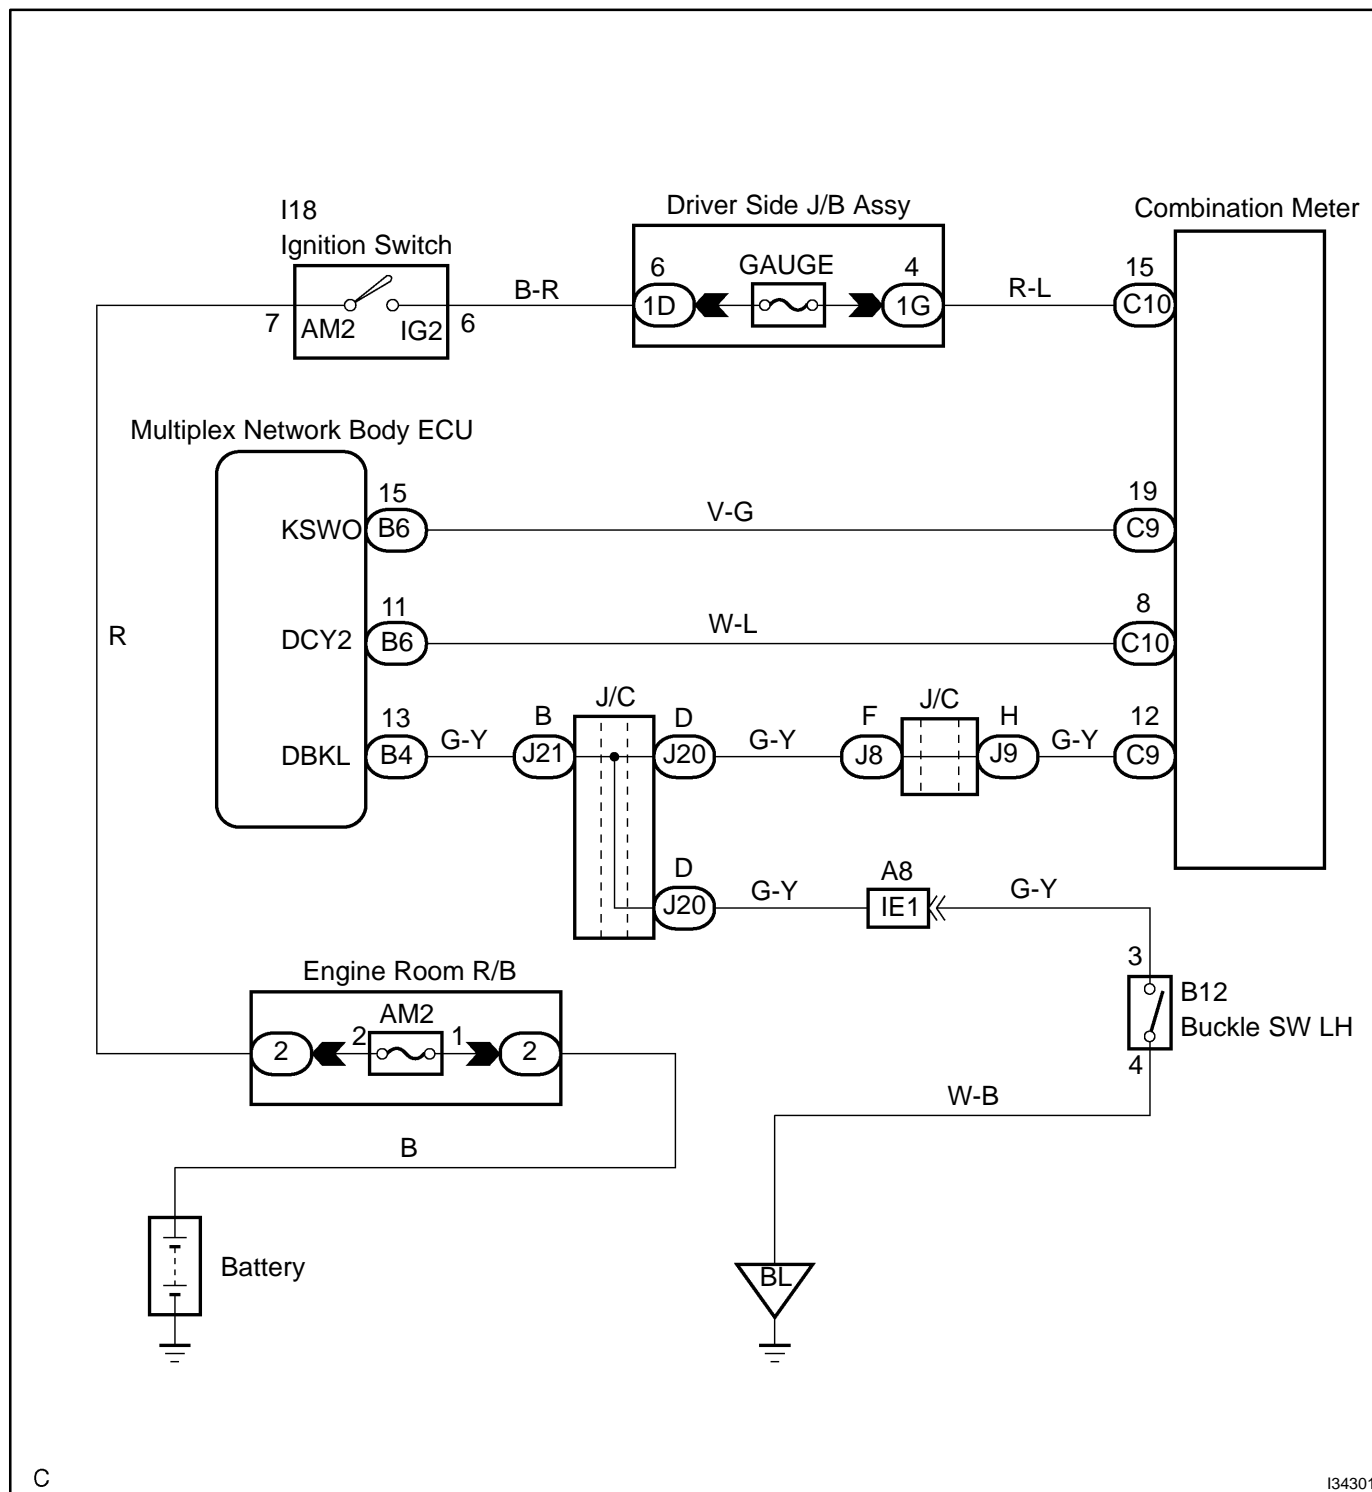 I18
Ignition Switch
7
AM2
IG2
6
B-R
Driver Side J/B Assy
6
1D
GAUGE
4
1G
R-L
Combination Meter
15
C10
Multiplex Network Body ECU
KSWO
15
B6
V-G
19
C9
R
DCY2
11
B6
W-L
8
C10
DBKL
13
B4
G-Y
B
J21
J/C
D
J20
G-Y
F
J8
J/C
H
J9
G-Y
12
C9
D
J20
G-Y
A8
IE1
G-Y
3
B12
Buckle SW LH
4
W-B
Engine Room R/B
2
2
AM2
1
2
B
Battery
BL
C
I34301